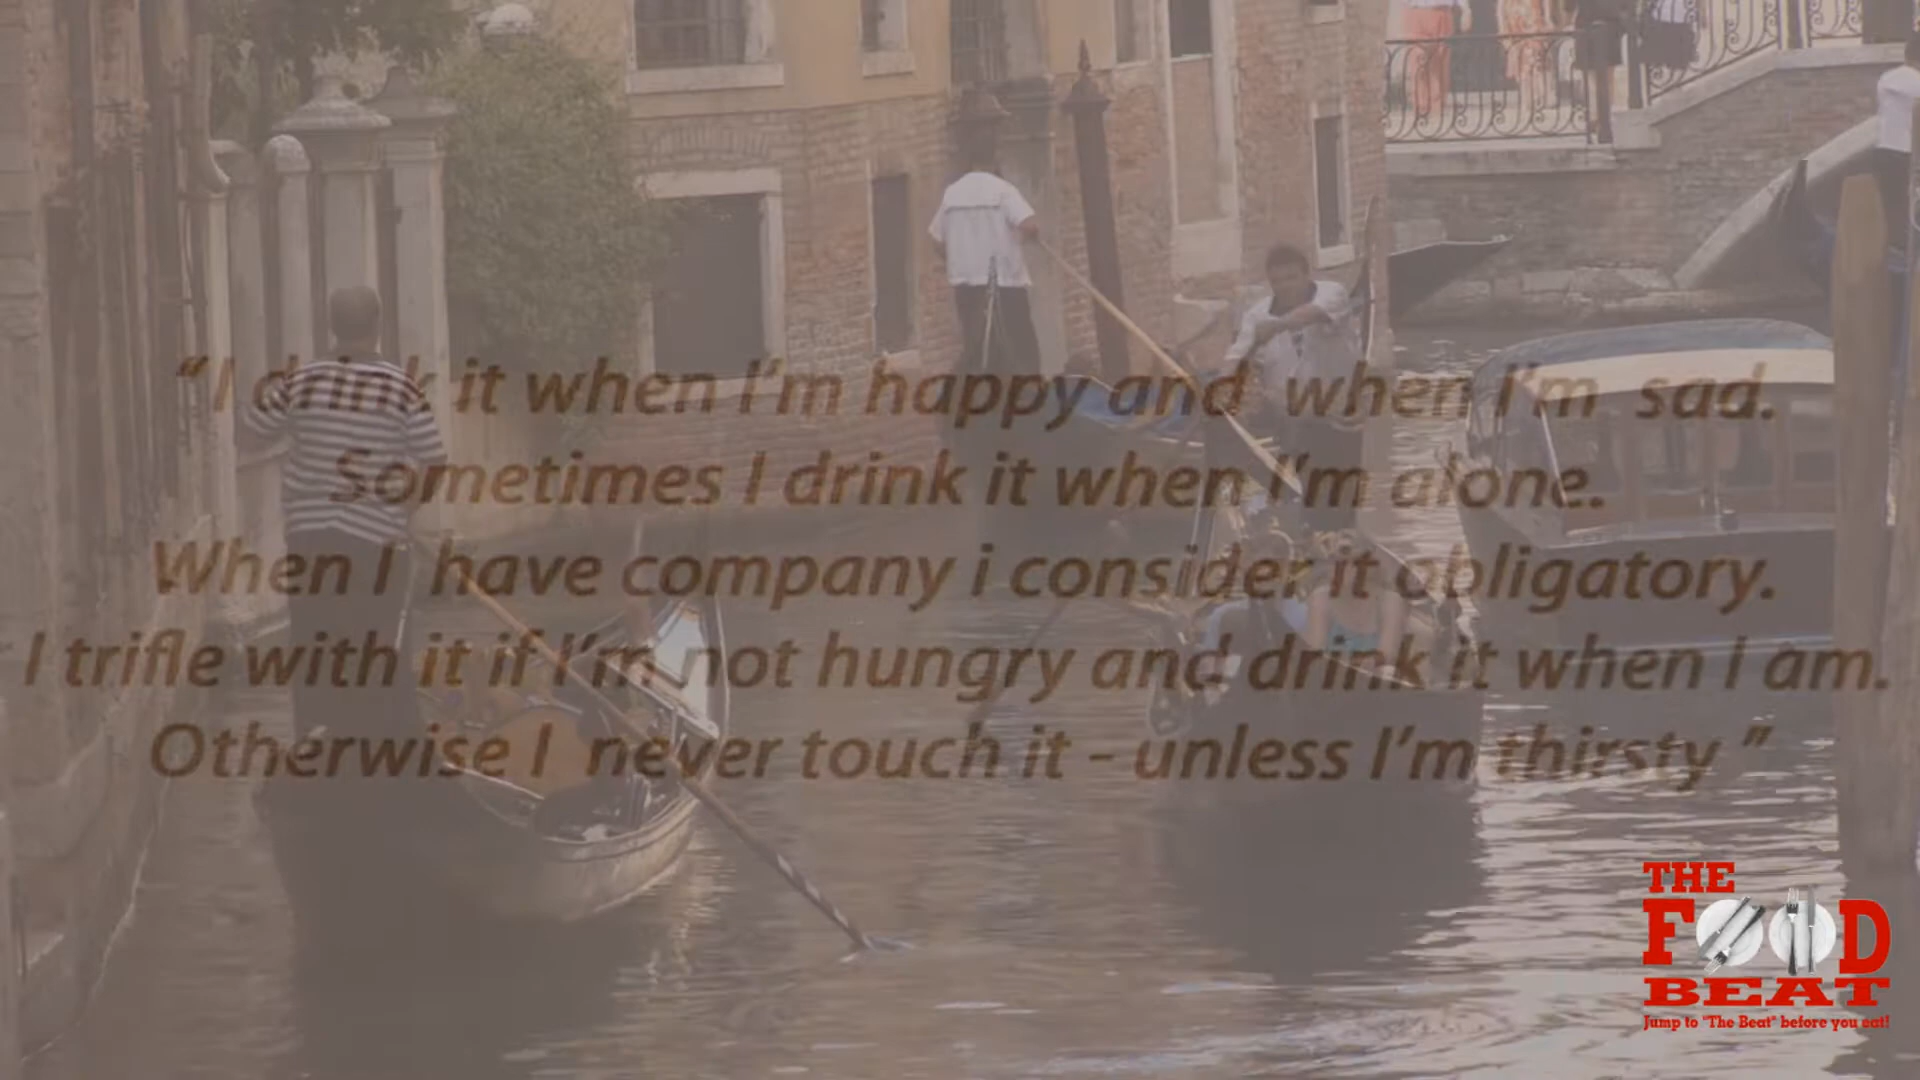 “I drink it when I’m happy and when I’m sad.
Sometimes I drink it when I’m alone.
When I have company i consider it obligatory.
I trifle with it if I’m not hungry and drink it when I am.
Otherwise I never touch it - unless I’m thirsty ”
THE
FOOD
BEAT
Jump to "The Beat" before you eat!